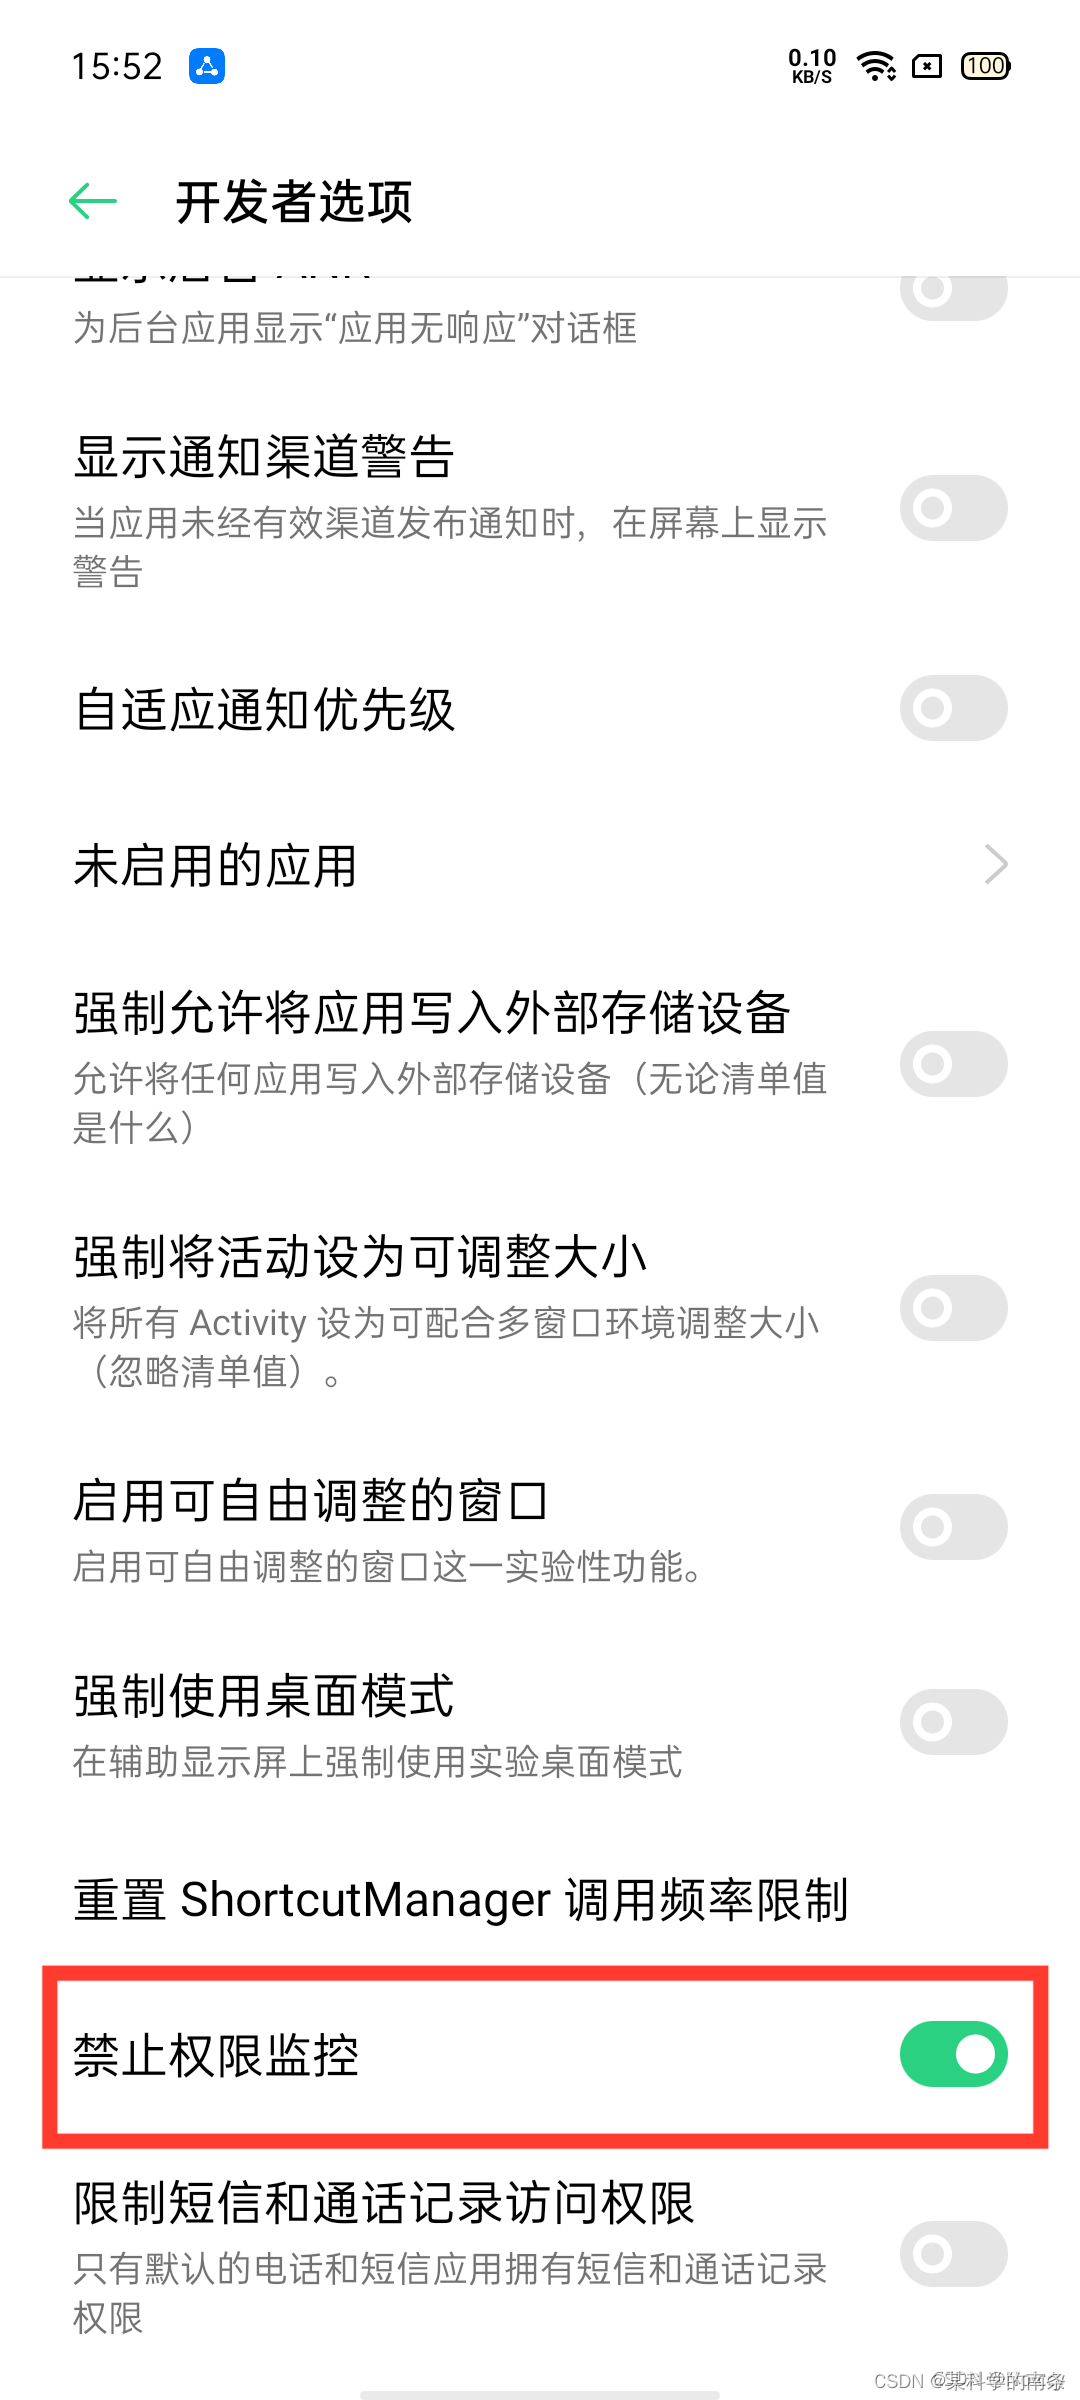 15:52
0.10
KB/S
100
开发者选项
为后台应用显示“应用无响应”对话框
显示通知渠道警告
当应用未经有效渠道发布通知时，在屏幕上显示
警告
自适应通知优先级
未启用的应用
强制允许将应用写入外部存储设备
允许将任何应用写入外部存储设备（无论清单值
是什么）
强制将活动设为可调整大小
将所有 Activity 设为可配合多窗口环境调整大小
（忽略清单值）。
启用可自由调整的窗口
启用可自由调整的窗口这一实验性功能。
强制使用桌面模式
在辅助显示屏上强制使用实验桌面模式
重置 ShortcutManager 调用频率限制
禁止权限监控
限制短信和通话记录访问权限
只有默认的电话和短信应用拥有短信和通话记录
权限
CSDN @某科学的南条